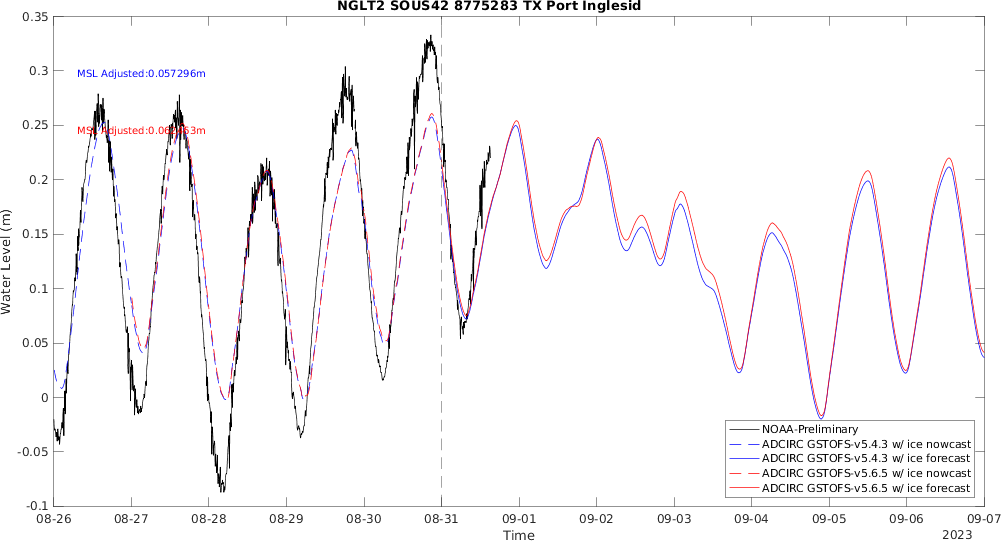 NGLT2 SOUS42 8775283 TX Port Inglesid
0.35
0.3
0.25
0.2
0.15
0.1
0.05
0
-0.05
-0.1
Water Level (m)
MSL Adjusted:0.057296m
MSL Adjusted:
08-26
08-27
08-28
08-29
08-30
08-31
09-01
09-02
09-03
09-04
09-05
09-06
09-07
Time
2023
NOAA-Preliminary
ADCIRC GSTOFS-v5.4.3 w/ ice nowcast
ADCIRC GSTOFS-v5.4.3 w/ ice forecast
ADCIRC GSTOFS-v5.6.5 w/ ice nowcast
ADCIRC GSTOFS-v5.6.5 w/ ice forecast